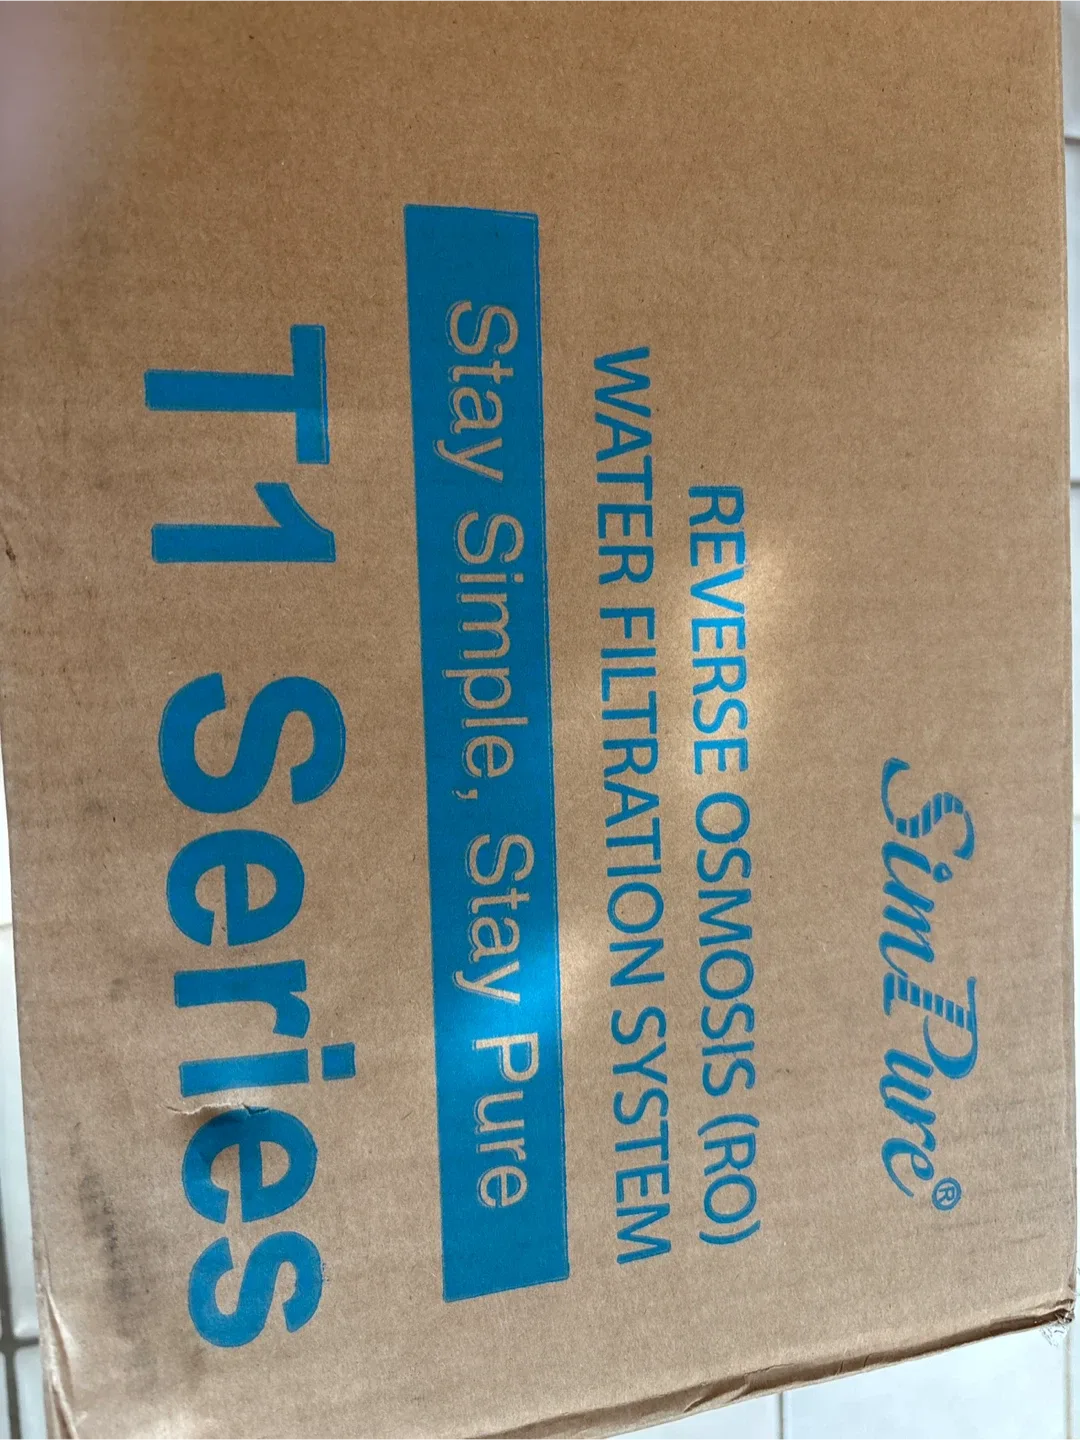 SimPure®
REVERSE OSMOSIS (RO)
WATER FILTRATION SYSTEM
Stay Simple, Stay Pure
T1 Series